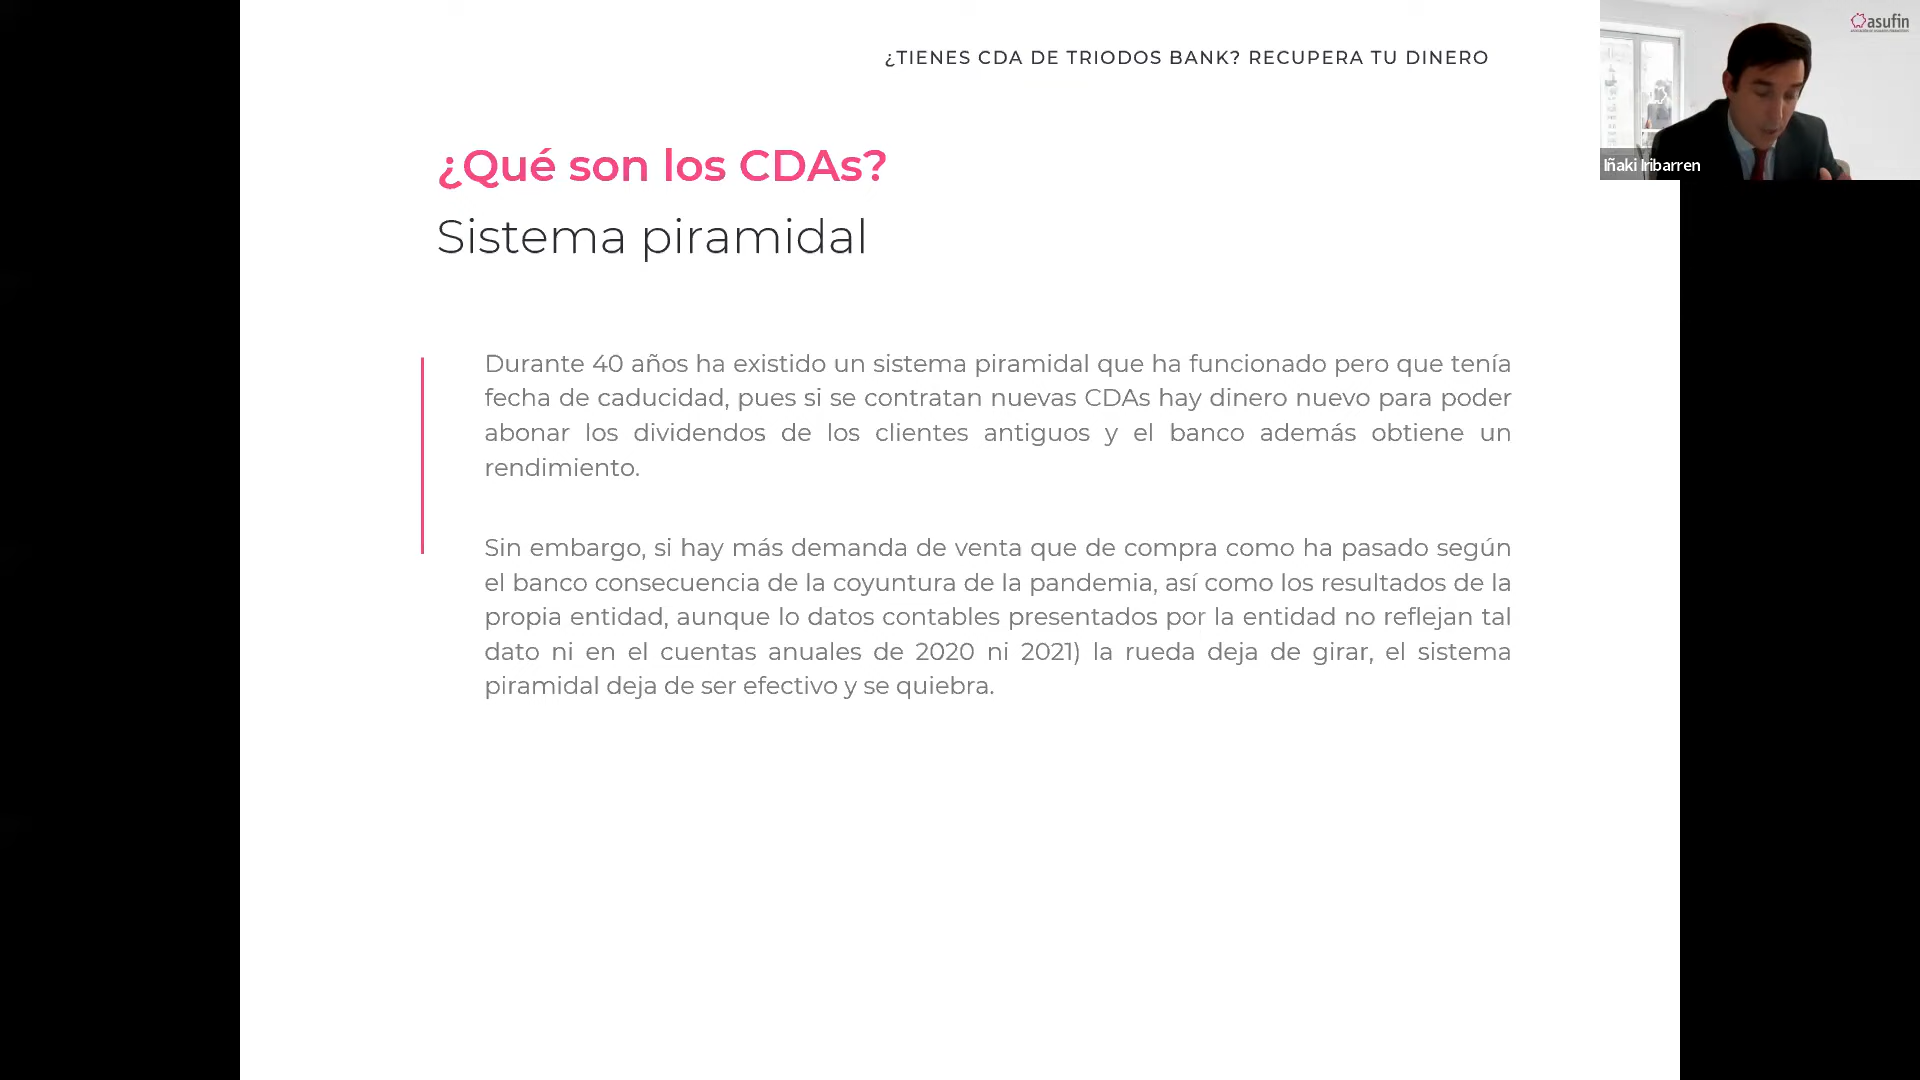 ¿TIENES CDA DE TRIODOS BANK? RECUPERA TU DINERO
asufin
Iñaki Iribarren
¿Qué son los CDAs?
Sistema piramidal
Durante 40 años ha existido un sistema piramidal que ha funcionado pero que tenía
fecha de caducidad, pues si se contratan nuevas CDAs hay dinero nuevo para poder
abonar los dividendos de los clientes antiguos y el banco además obtiene un
rendimiento.
Sin embargo, si hay más demanda de venta que de compra como ha pasado según
el banco consecuencia de la coyuntura de la pandemia, así como los resultados de la
propia entidad, aunque lo datos contables presentados por la entidad no reflejan tal
dato ni en el cuentas anuales de 2020 ni 2021) la rueda deja de girar, el sistema
piramidal deja de ser efectivo y se quiebra.